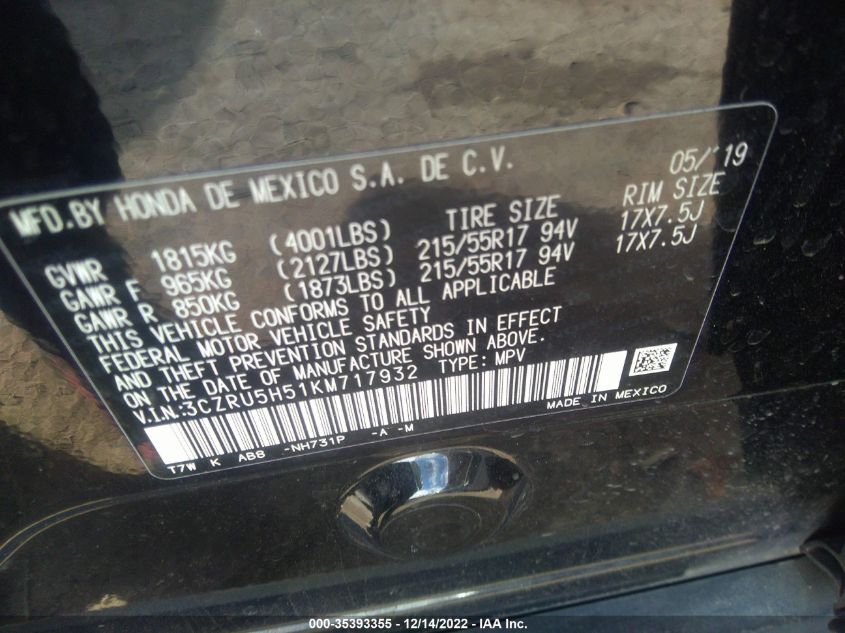 MFD.BY HONDA DE MEXICO S.A. DE C.V. 05/'19
TIRE SIZE RIM SIZE
GVWR 1815KG (4001LBS)
GAWR F 965KG (2127LBS) 215/55R17 94V 17X7.5J
GAWR R 850KG (1873LBS) 215/55R17 94V 17X7.5J
THIS VEHICLE CONFORMS TO ALL APPLICABLE
FEDERAL MOTOR VEHICLE SAFETY
AND THEFT PREVENTION STANDARDS IN EFFECT
ON THE DATE OF MANUFACTURE SHOWN ABOVE.
V.I.N:3CZRU5H51KM717932 TYPE: MPV
MADE IN MEXICO
T7W K AB8 -NH731P -A -M
000-35393355 - 12/14/2022 - IAA Inc.